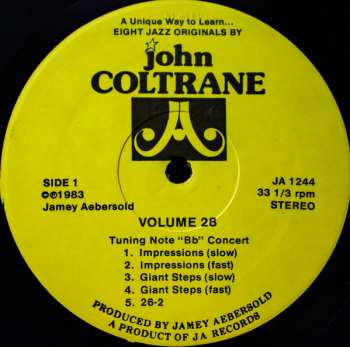 A Unique Way to Learn...
EIGHT JAZZ ORIGINALS BY
john
COLTRANE
JA
SIDE 1
©℗1983
Jamey Aebersold
JA 1244
33 1/3 rpm
STEREO
VOLUME 28
Tuning Note "Bb" Concert
1. Impressions (slow)
2. Impressions (fast)
3. Giant Steps (slow)
4. Giant Steps (fast)
5. 26-2
PRODUCED BY JAMEY AEBERSOLD
A PRODUCT OF JA RECORDS